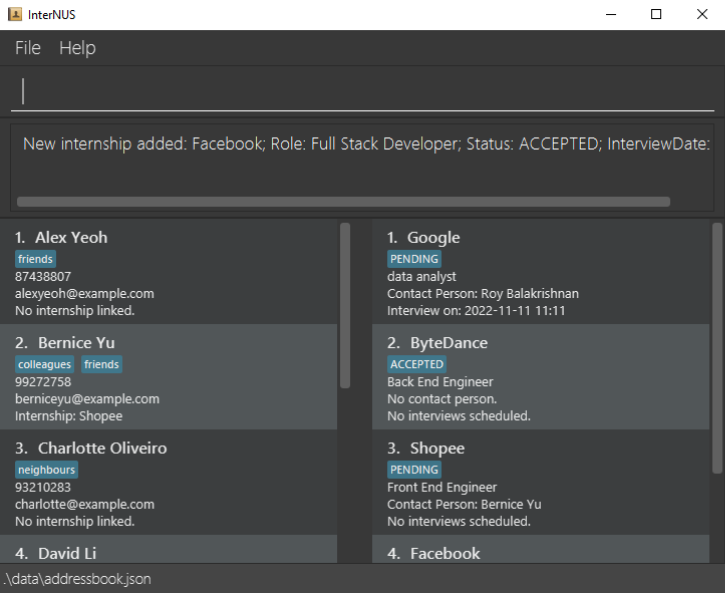 InterNUS
File Help
New internship added: Facebook; Role: Full Stack Developer; Status: ACCEPTED; InterviewDate:
1. Alex Yeoh
friends
87438807
alexyeoh@example.com
No internship linked.
2. Bernice Yu
colleagues friends
99272758
berniceyu@example.com
Internship: Shopee
3. Charlotte Oliveiro
neighbours
93210283
charlotte@example.com
No internship linked.
4. David Li
1. Google
PENDING
data analyst
Contact Person: Roy Balakrishnan
Interview on: 2022-11-11 11:11
2. ByteDance
ACCEPTED
Back End Engineer
No contact person.
No interviews scheduled.
3. Shopee
PENDING
Front End Engineer
Contact Person: Bernice Yu
No interviews scheduled.
4. Facebook
.\data\addressbook.json